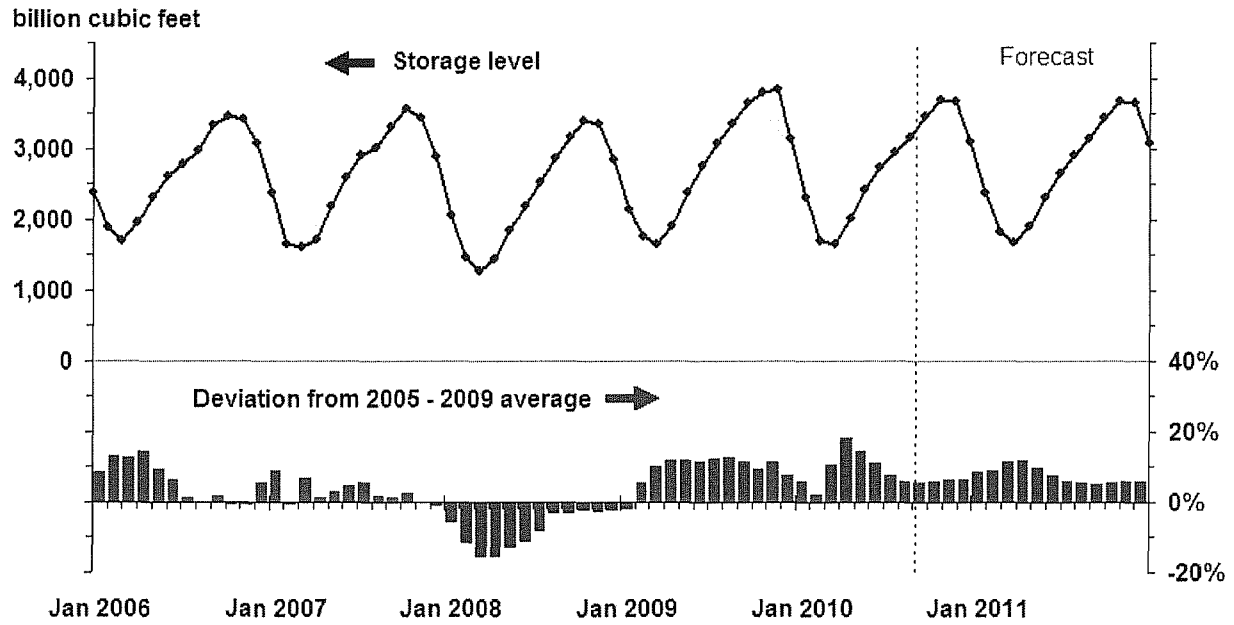 billion cubic feet
Storage level
Forecast
4,000
3,000
2,000
1,000
0
40%
Deviation from 2005 - 2009 average
20%
0%
-20%
Jan 2006 Jan 2007 Jan 2008 Jan 2009 Jan 2010 Jan 2011